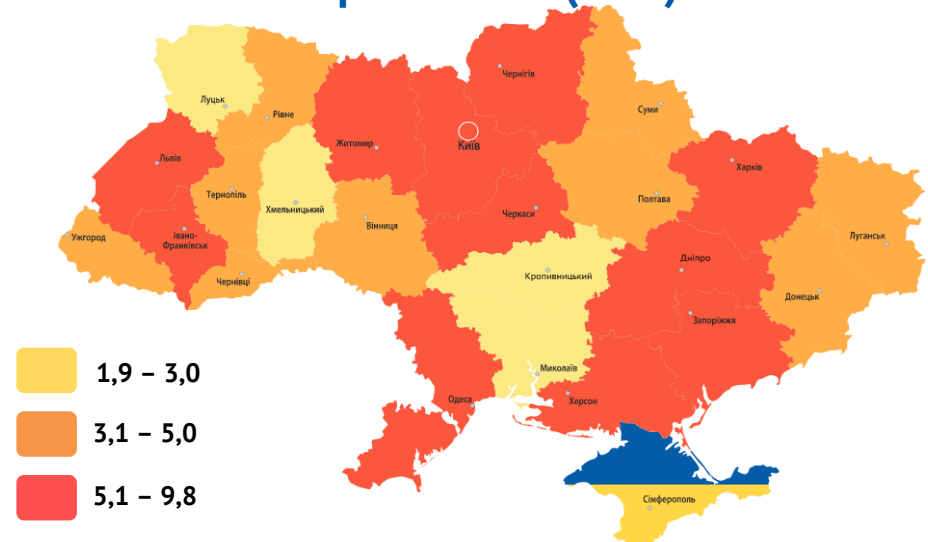 Чернігів
Луцьк
Рівне
Суми
Житомир
Київ
Львів
Харків
Тернопіль
Хмельницький
Черкаси
Полтава
Вінниця
Ужгород
Івано-
Франківськ
Луганськ
Чернівці
Дніпро
Кропивницький
Донецьк
Запоріжжя
Миколаїв
Одеса
Херсон
Сімферополь
1,9 – 3,0
3,1 – 5,0
5,1 – 9,8